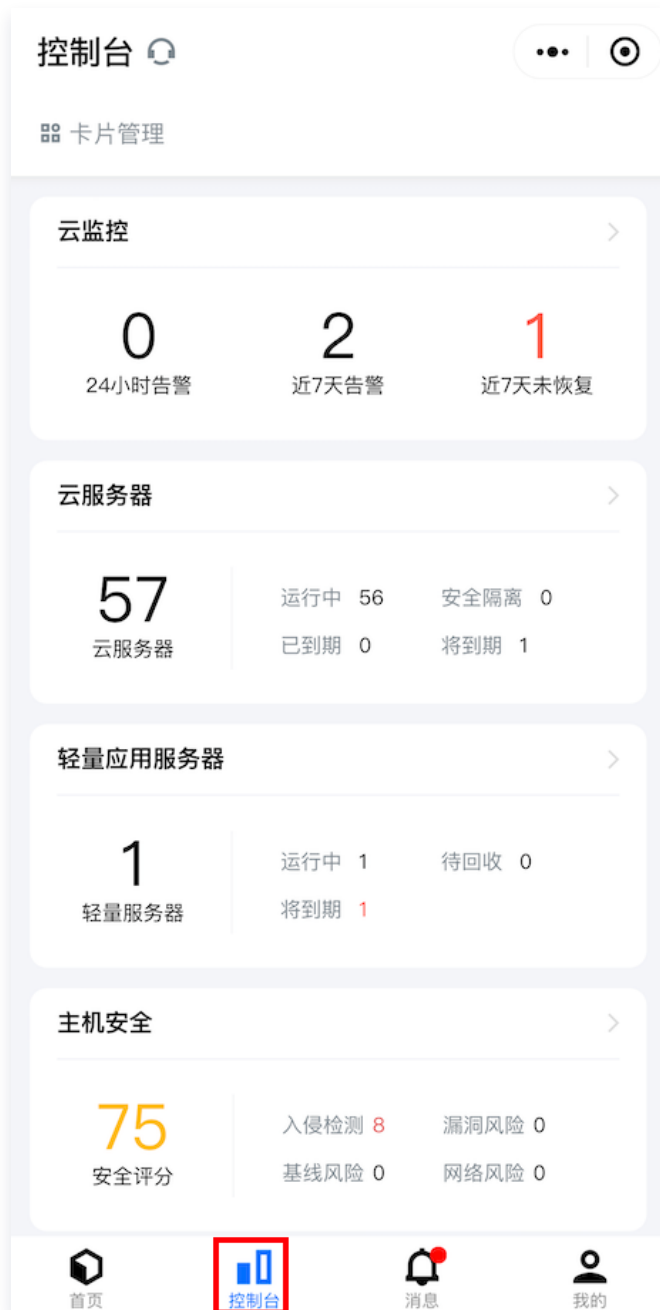 控制台
卡片管理
云监控
0 2 1
24小时告警 近7天告警 近7天未恢复
云服务器
57
云服务器
运行中 56 安全隔离 0
已到期 0 将到期 1
轻量应用服务器
1
轻量服务器
运行中 1 待回收 0
将到期 1
主机安全
75
安全评分
入侵检测 8 漏洞风险 0
基线风险 0 网络风险 0
首页 控制台 消息 我的